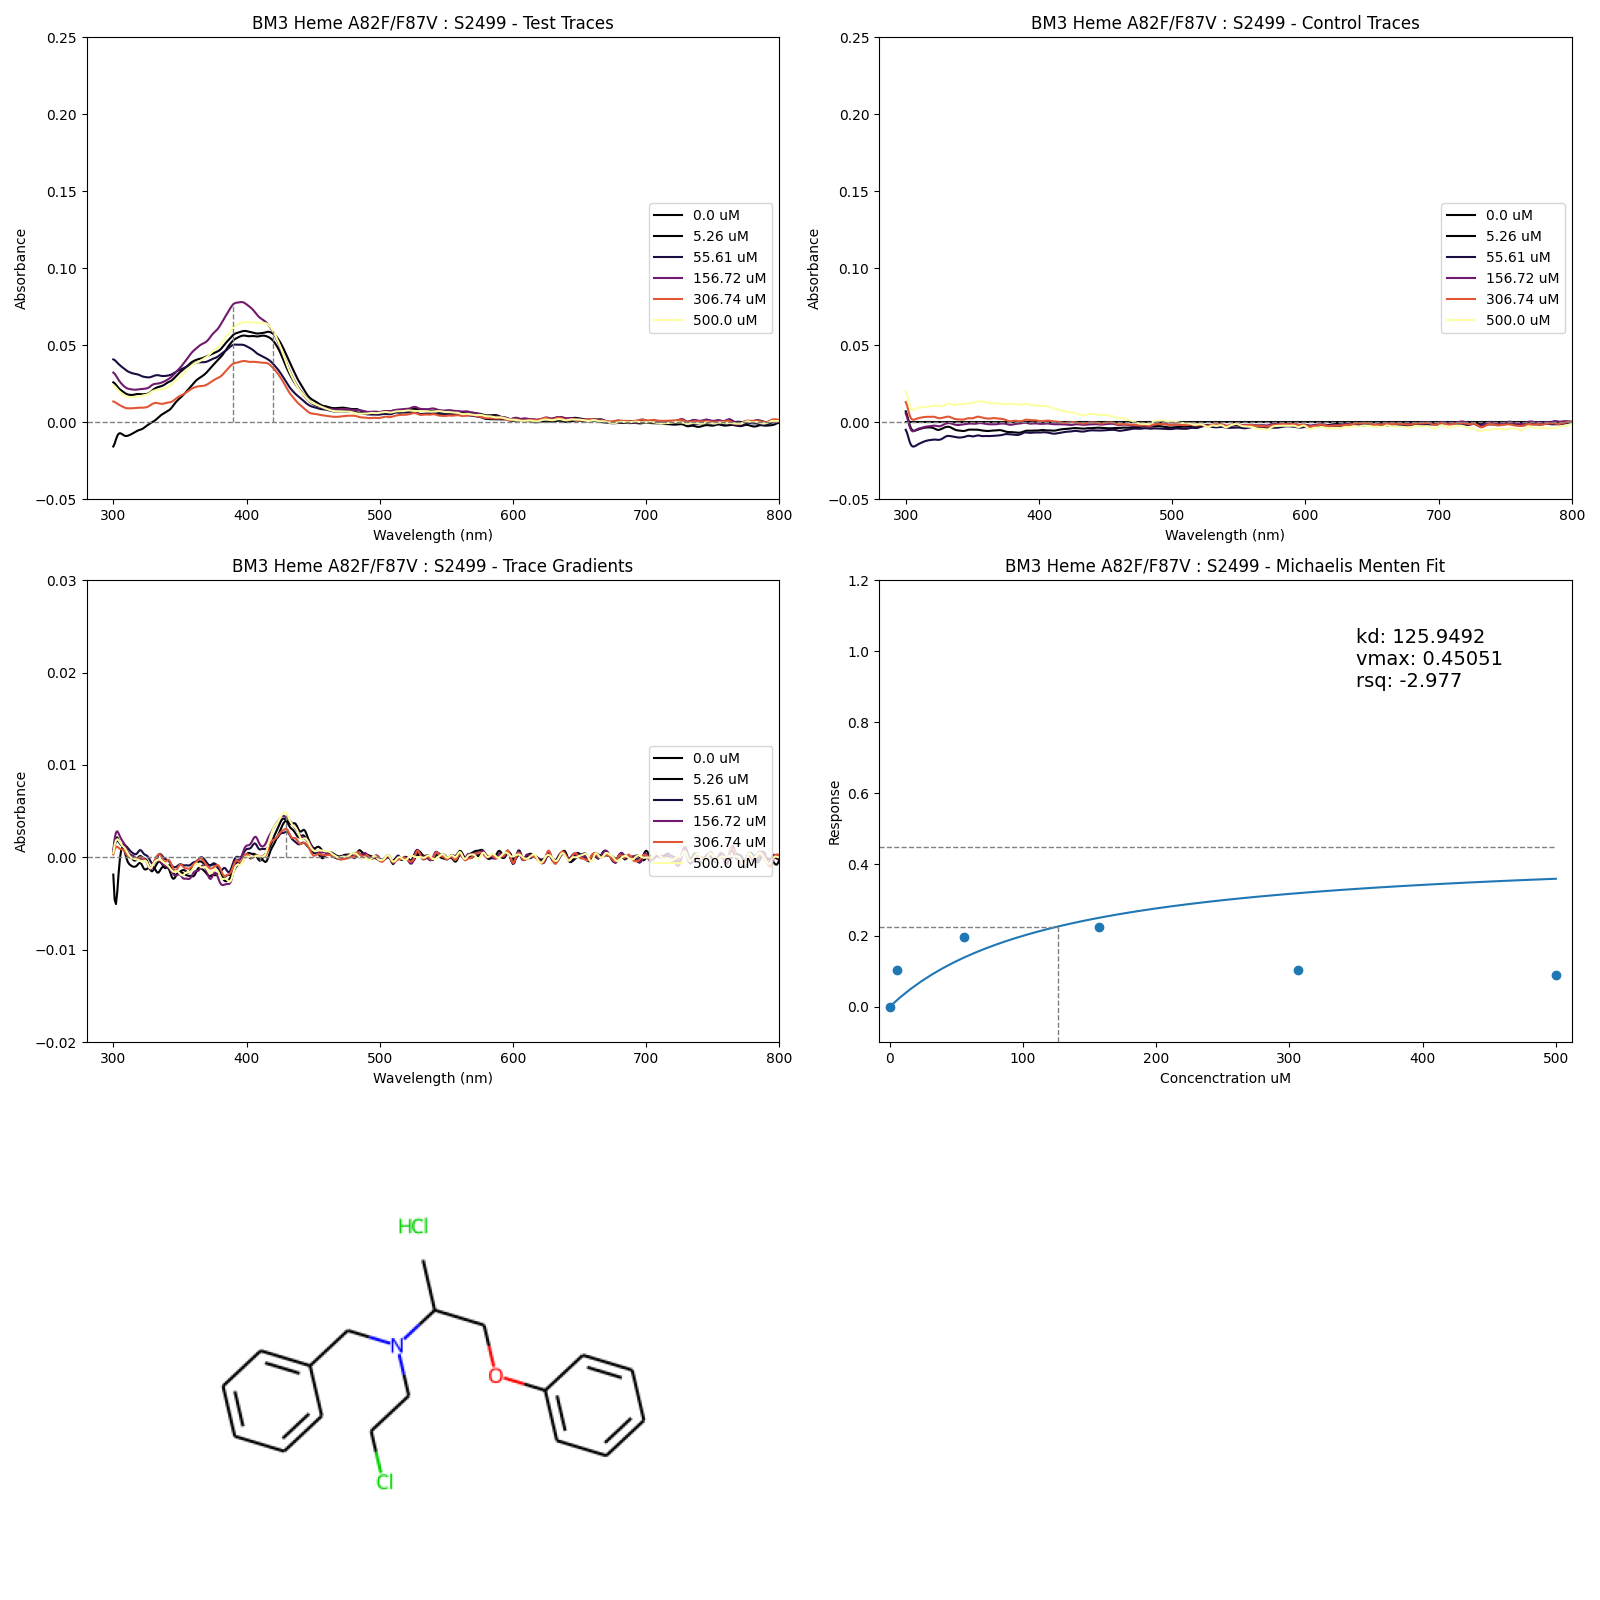 BM3 Heme A82F/F87V : S2499 - Test Traces
0.25
0.20
0.15
0.10
0.05
0.00
−0.05
Absorbance
300 400 500 600 700 800
Wavelength (nm)
0.0 uM
5.26 uM
55.61 uM
156.72 uM
306.74 uM
500.0 uM
BM3 Heme A82F/F87V : S2499 - Control Traces
0.25
0.20
0.15
0.10
0.05
0.00
−0.05
Absorbance
300 400 500 600 700 800
Wavelength (nm)
0.0 uM
5.26 uM
55.61 uM
156.72 uM
306.74 uM
500.0 uM
BM3 Heme A82F/F87V : S2499 - Trace Gradients
0.03
0.02
0.01
0.00
−0.01
−0.02
Absorbance
300 400 500 600 700 800
Wavelength (nm)
0.0 uM
5.26 uM
55.61 uM
156.72 uM
306.74 uM
500.0 uM
BM3 Heme A82F/F87V : S2499 - Michaelis Menten Fit
1.2
1.0
0.8
0.6
0.4
0.2
0.0
Response
kd: 125.9492
vmax: 0.45051
rsq: -2.977
0 100 200 300 400 500
Concenctration uM
HCl
N
O
Cl